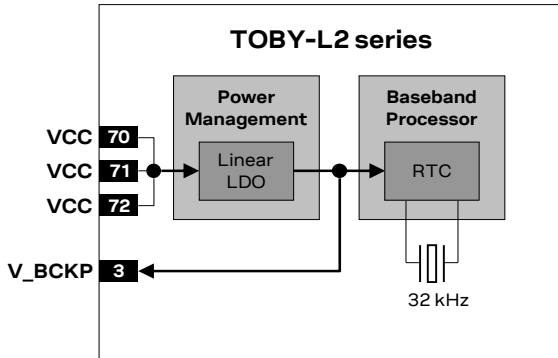 TOBY-L2 series
Power
Management
Baseband
Processor
VCC 70
VCC 71
VCC 72
Linear
LDO
RTC
V_BCKP 3
32 kHz